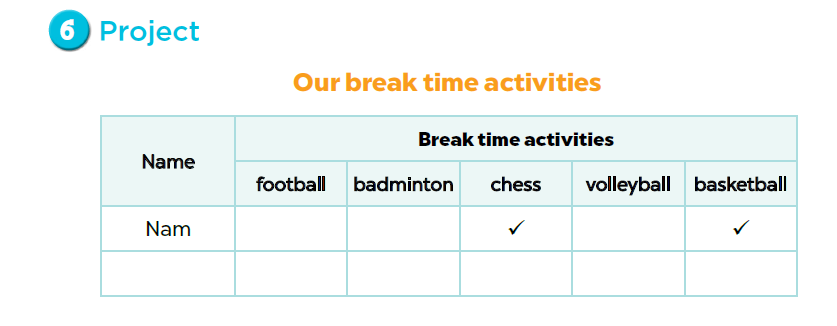 6 Project
Our break time activities
Name
Break time activities
football badminton chess volleyball basketball
Nam ✓ ✓